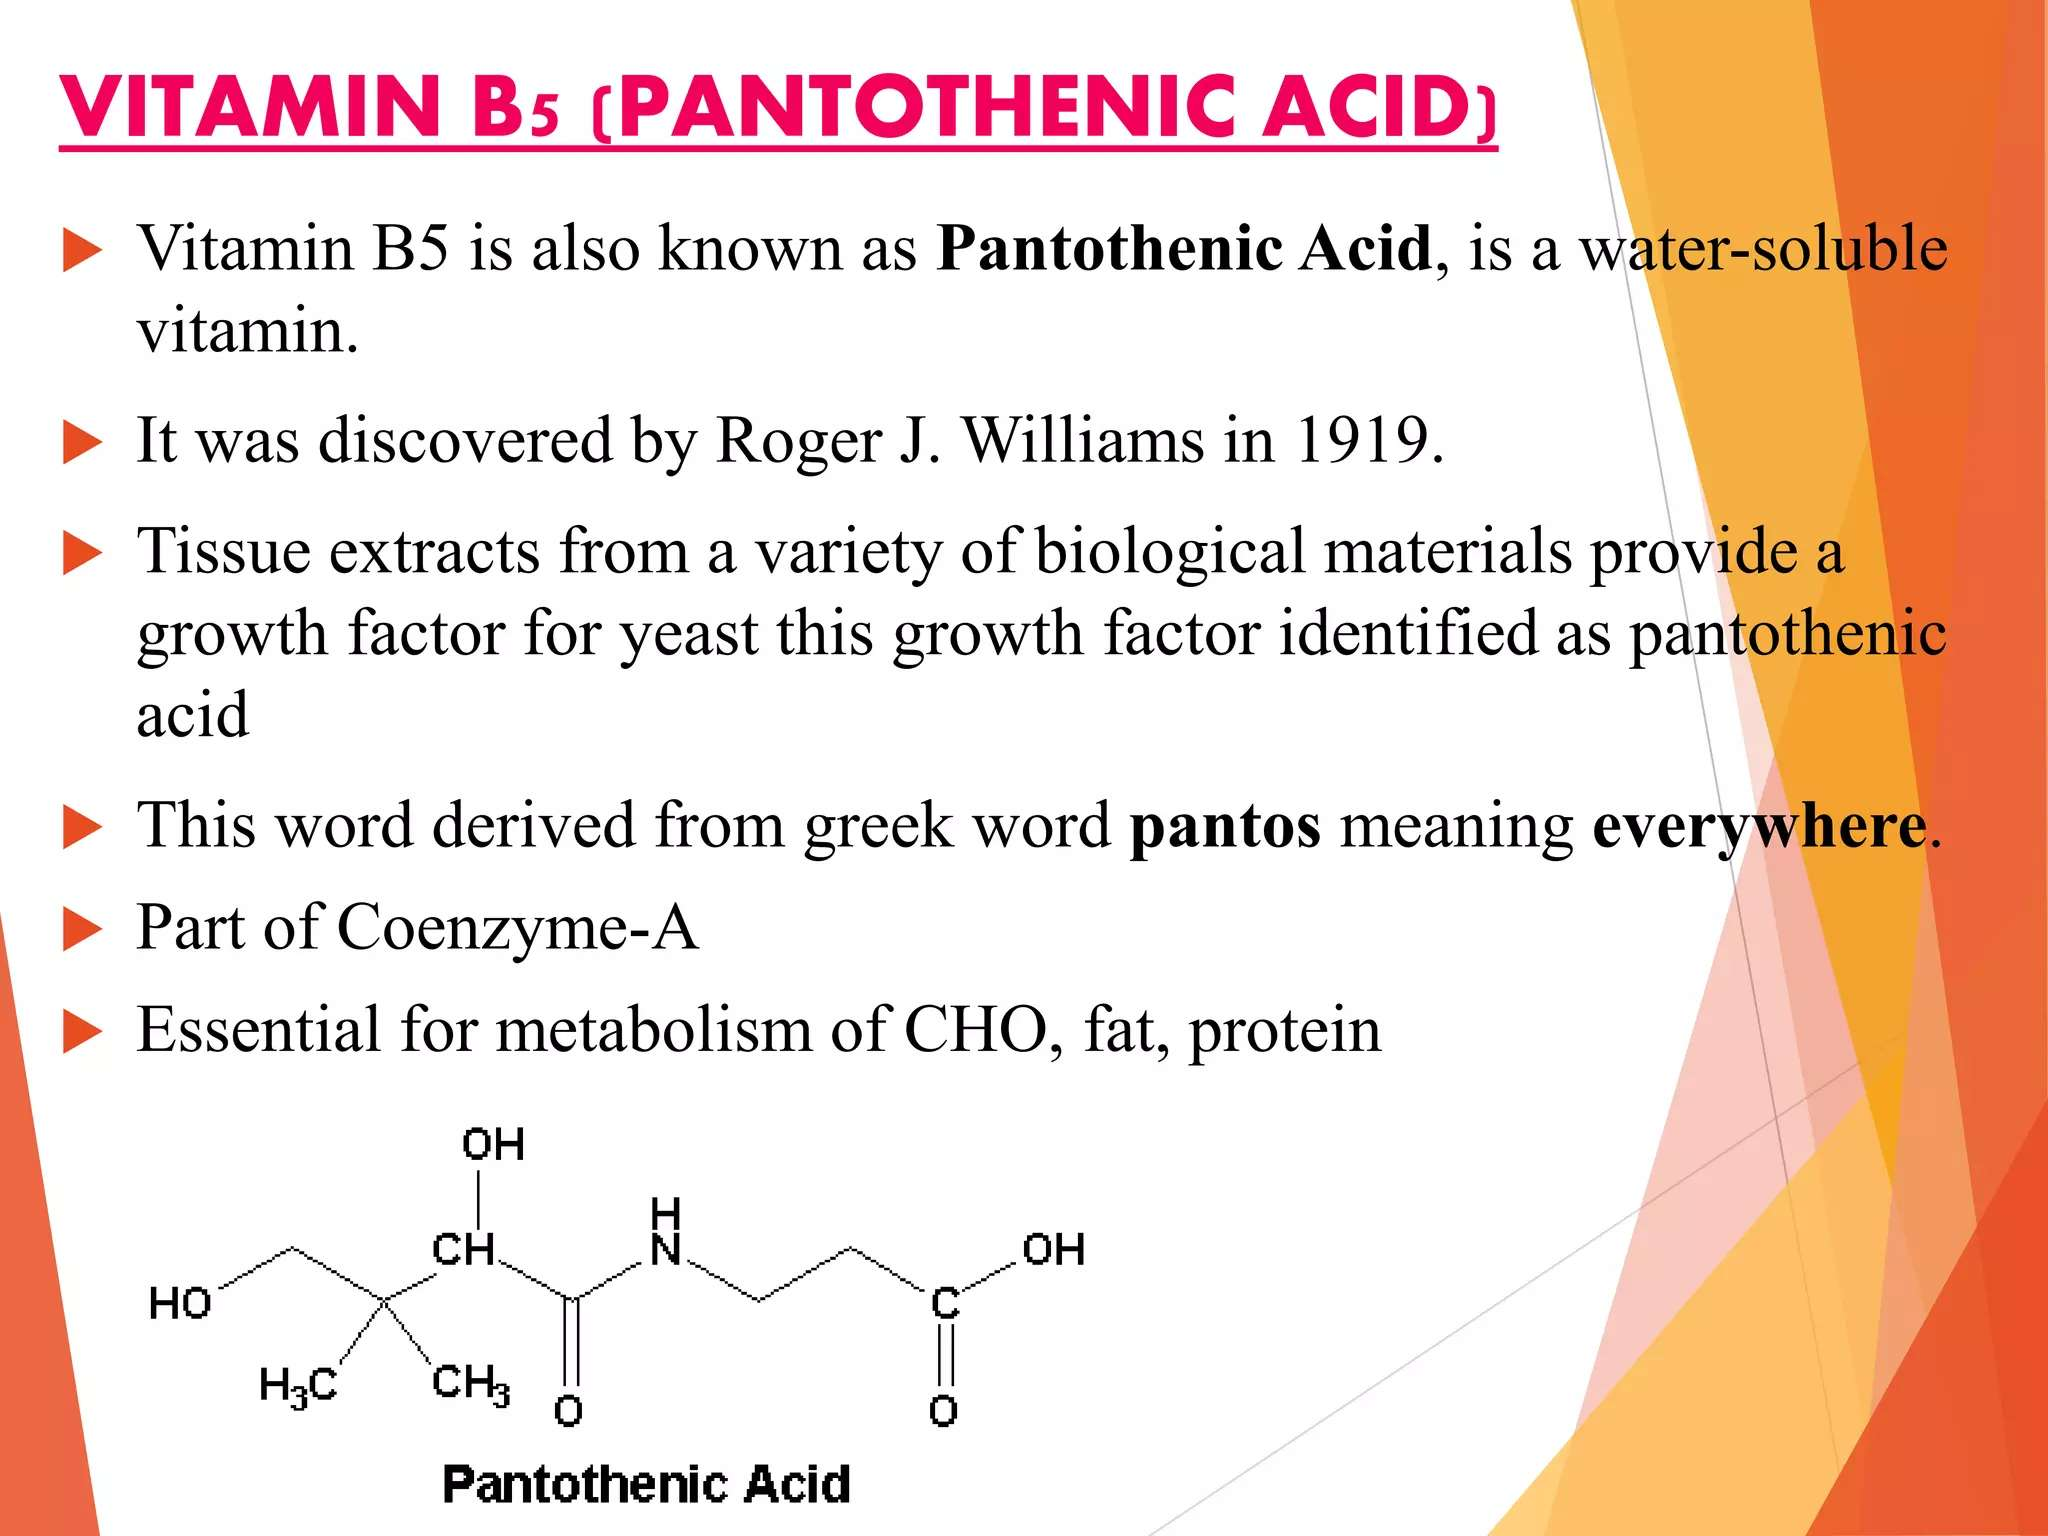 VITAMIN B5 (PANTOTHENIC ACID)
Vitamin B5 is also known as Pantothenic Acid, is a water-soluble
vitamin.
It was discovered by Roger J. Williams in 1919.
Tissue extracts from a variety of biological materials provide a
growth factor for yeast this growth factor identified as pantothenic
acid
This word derived from greek word pantos meaning everywhere.
Part of Coenzyme-A
Essential for metabolism of CHO, fat, protein
OH
H
CH N OH
HO C
H₃C CH₃
O O
Pantothenic Acid